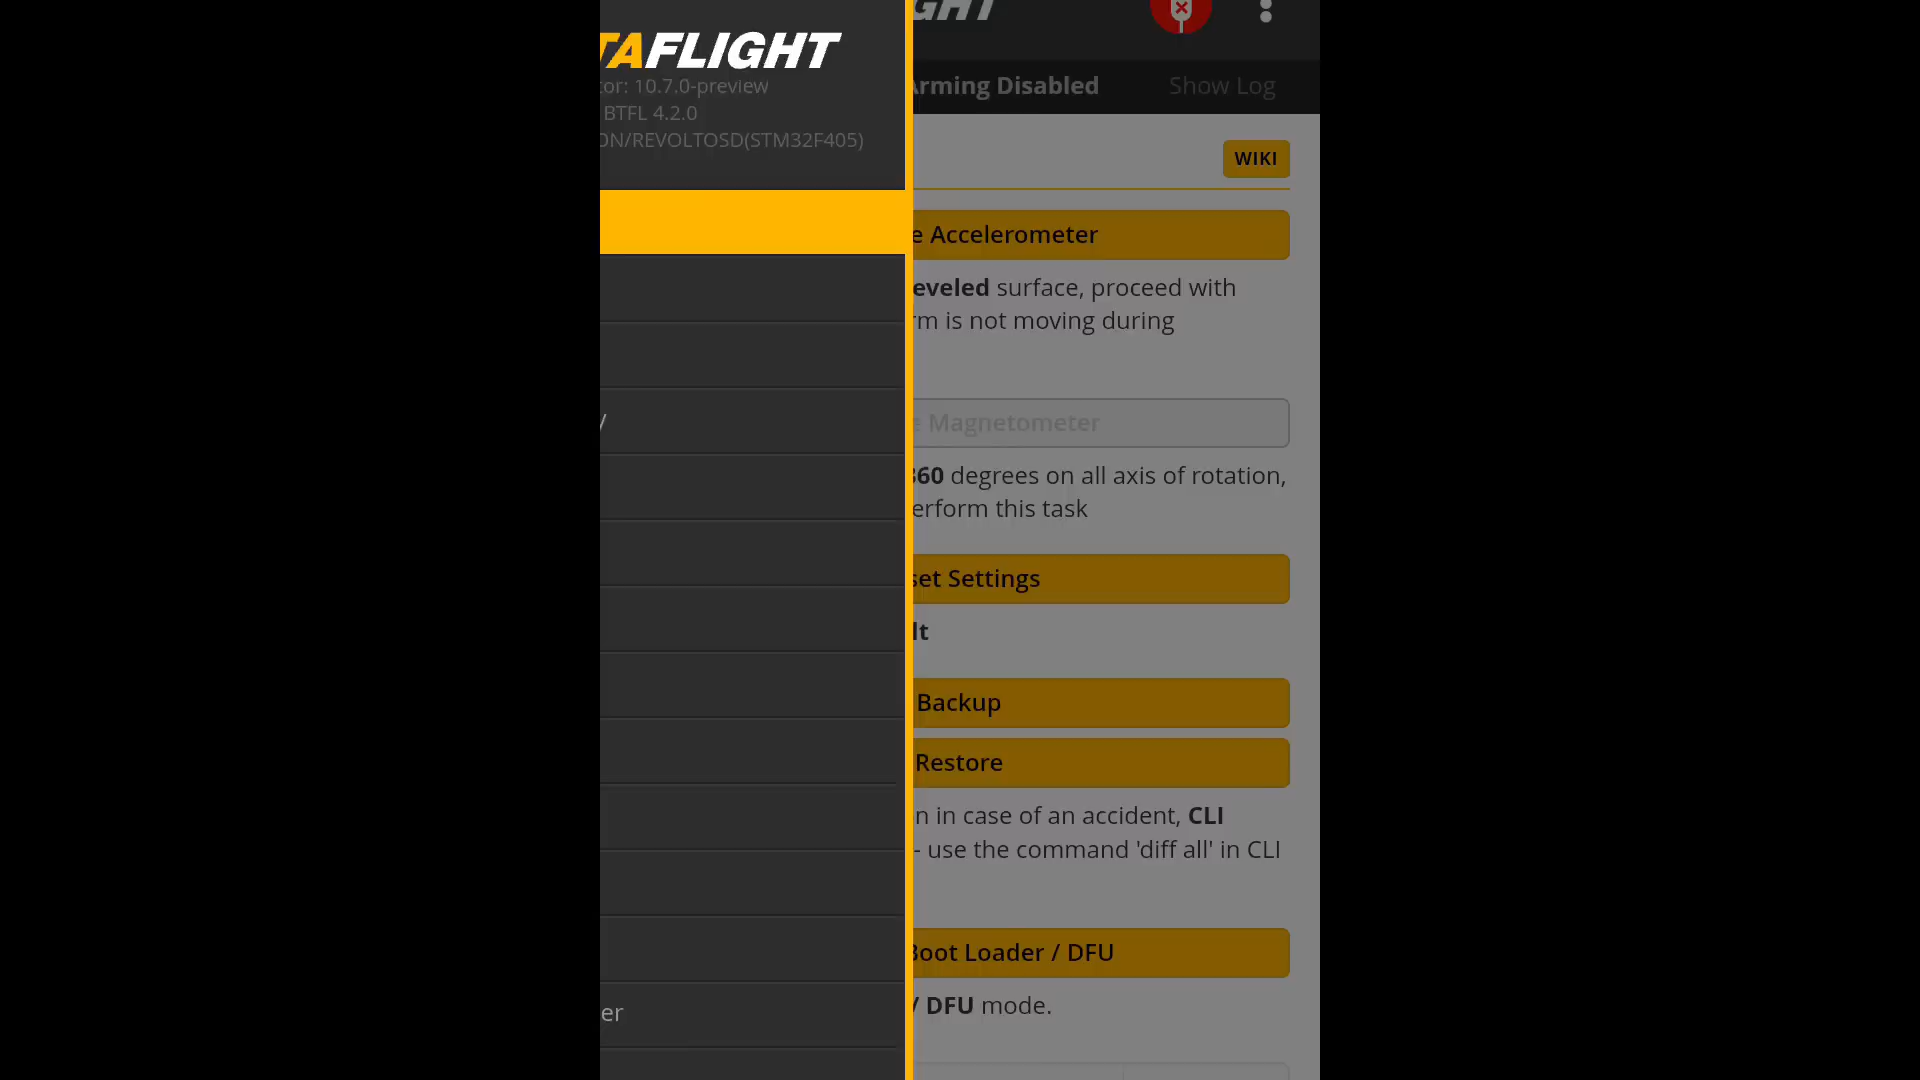 TAFLIGHT
tor: 10.7.0-preview
BTFL 4.2.0
ON/REVOLTOSD(STM32F405)
/
er
GHT
Arming Disabled
Show Log
WIKI
e Accelerometer
eveled surface, proceed with
rm is not moving during
e Magnetometer
360 degrees on all axis of rotation,
erform this task
set Settings
lt
Backup
Restore
n in case of an accident, CLI
- use the command 'diff all' in CLI
Boot Loader / DFU
/ DFU mode.